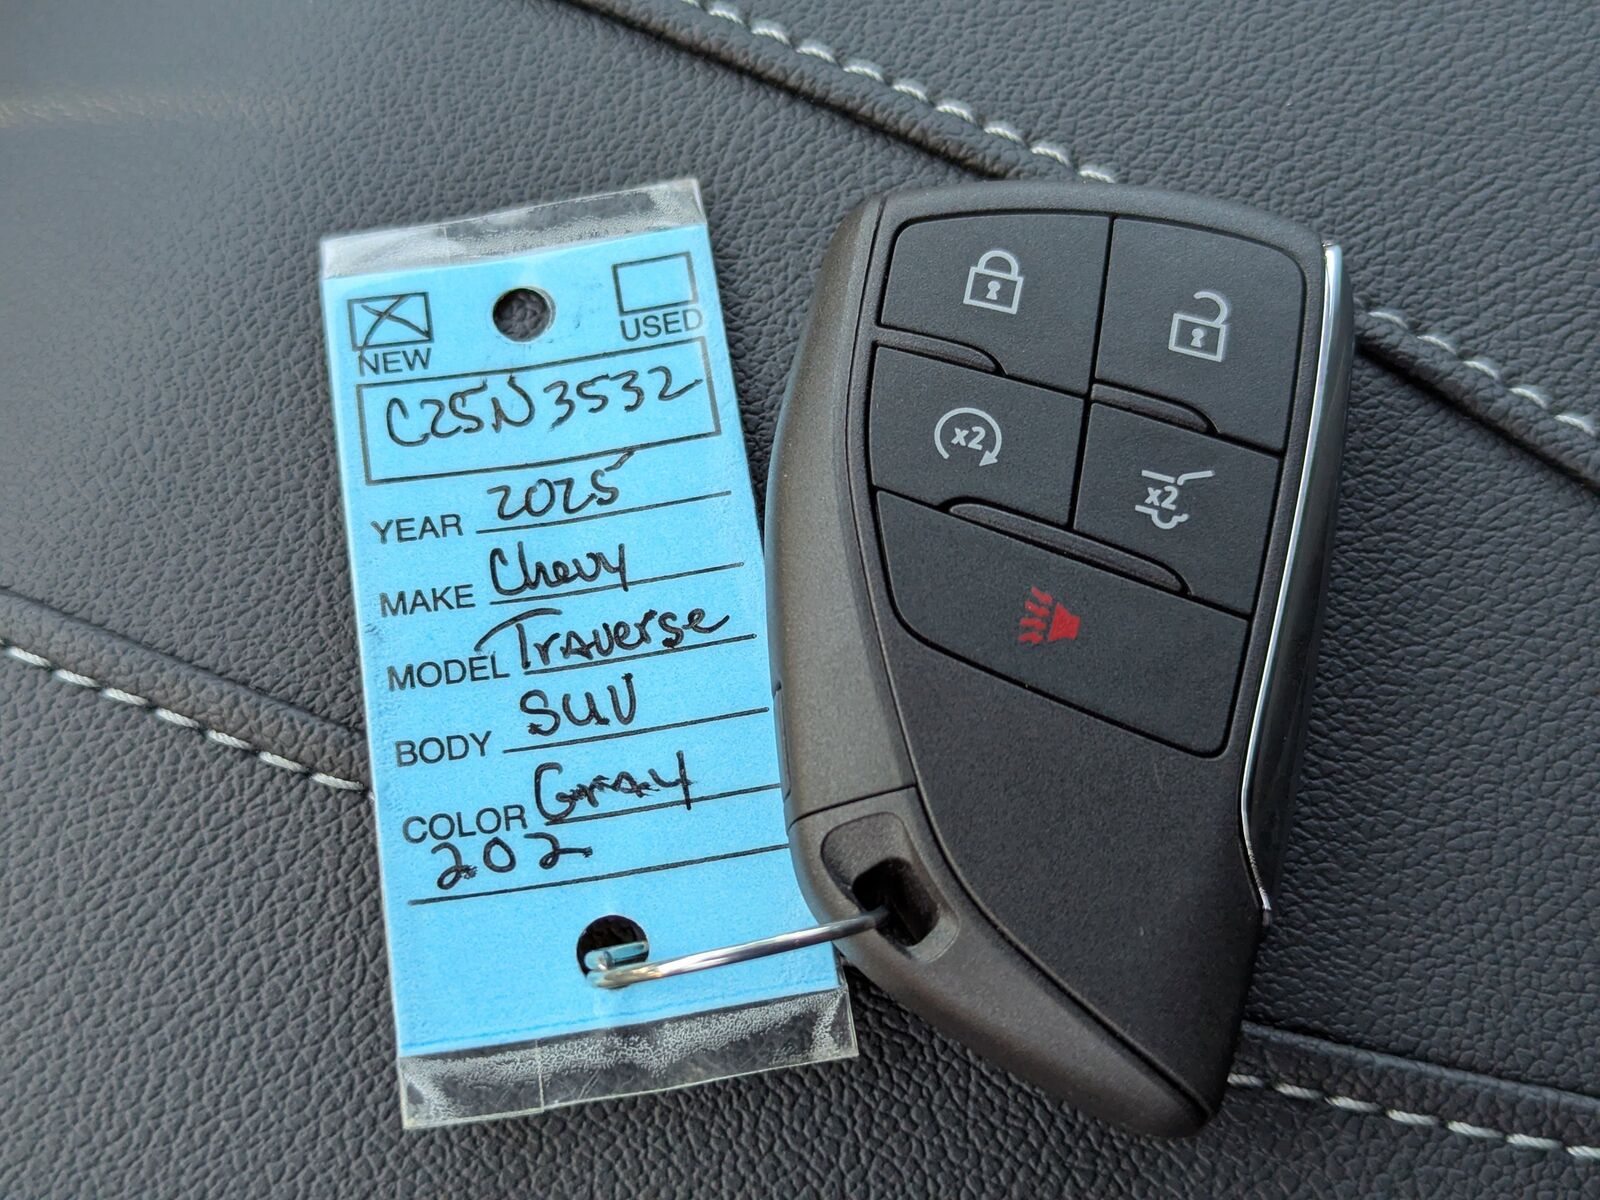 NEW
USED
C25N3532
YEAR 2025
MAKE Chevy
MODEL Traverse
BODY SUV
COLOR Gray
202
x2
x2